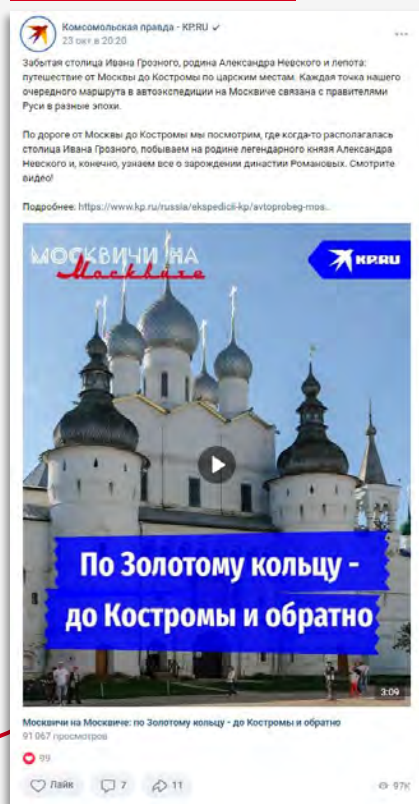 Комсомольская правда - KP.RU
23 окт в 20:20
Забытая столица Ивана Грозного, родина Александра Невского и лепота:
путешествие от Москвы до Костромы по царским местам. Каждая точка нашего
очередного маршрута в автоэкспедиции на Москвиче связана с правителями
Руси в разные эпохи.
По дороге от Москвы до Костромы мы посмотрим, где когда-то располагалась
столица Ивана Грозного, побываем на родине легендарного князя Александра
Невского и, конечно, узнаем все о зарождении династии Романовых. Смотрите
видео!
Подробнее: https://www.kp.ru/russia/ekspedicii-kp/avtoprobeg-mos..
МОСКВИЧИ НА
Москвиче
KP.RU
По Золотому кольцу -
до Костромы и обратно
3:09
Москвичи на Москвиче: по Золотому кольцу - до Костромы и обратно
91 067 просмотров
99
Лайк
7
11
97K